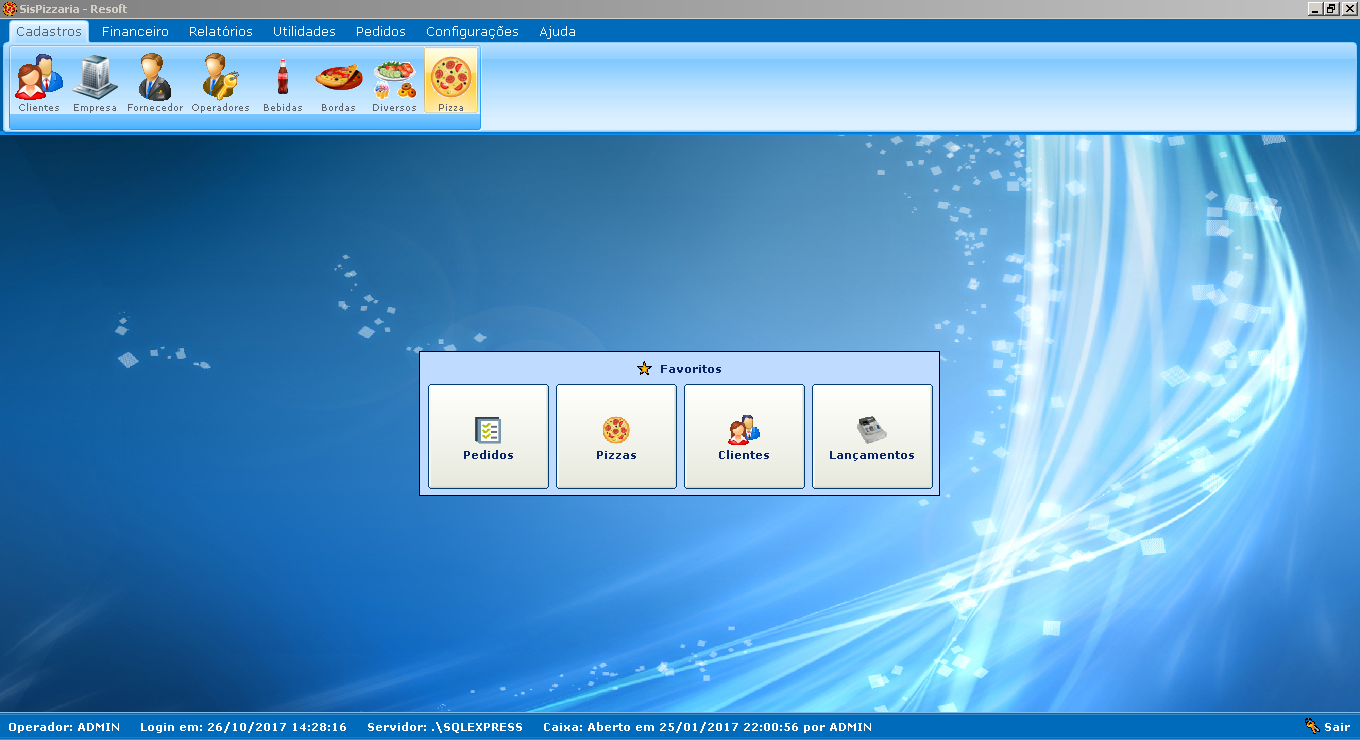 SisPizzaria - Resoft
Cadastros Financeiro Relatórios Utilidades Pedidos Configurações Ajuda
Clientes Empresa Fornecedor Operadores Bebidas Bordas Diversos Pizza
Favoritos
Pedidos Pizzas Clientes Lançamentos
Operador: ADMIN Login em: 26/10/2017 14:28:16 Servidor: .\SQLEXPRESS Caixa: Aberto em 25/01/2017 22:00:56 por ADMIN Sair